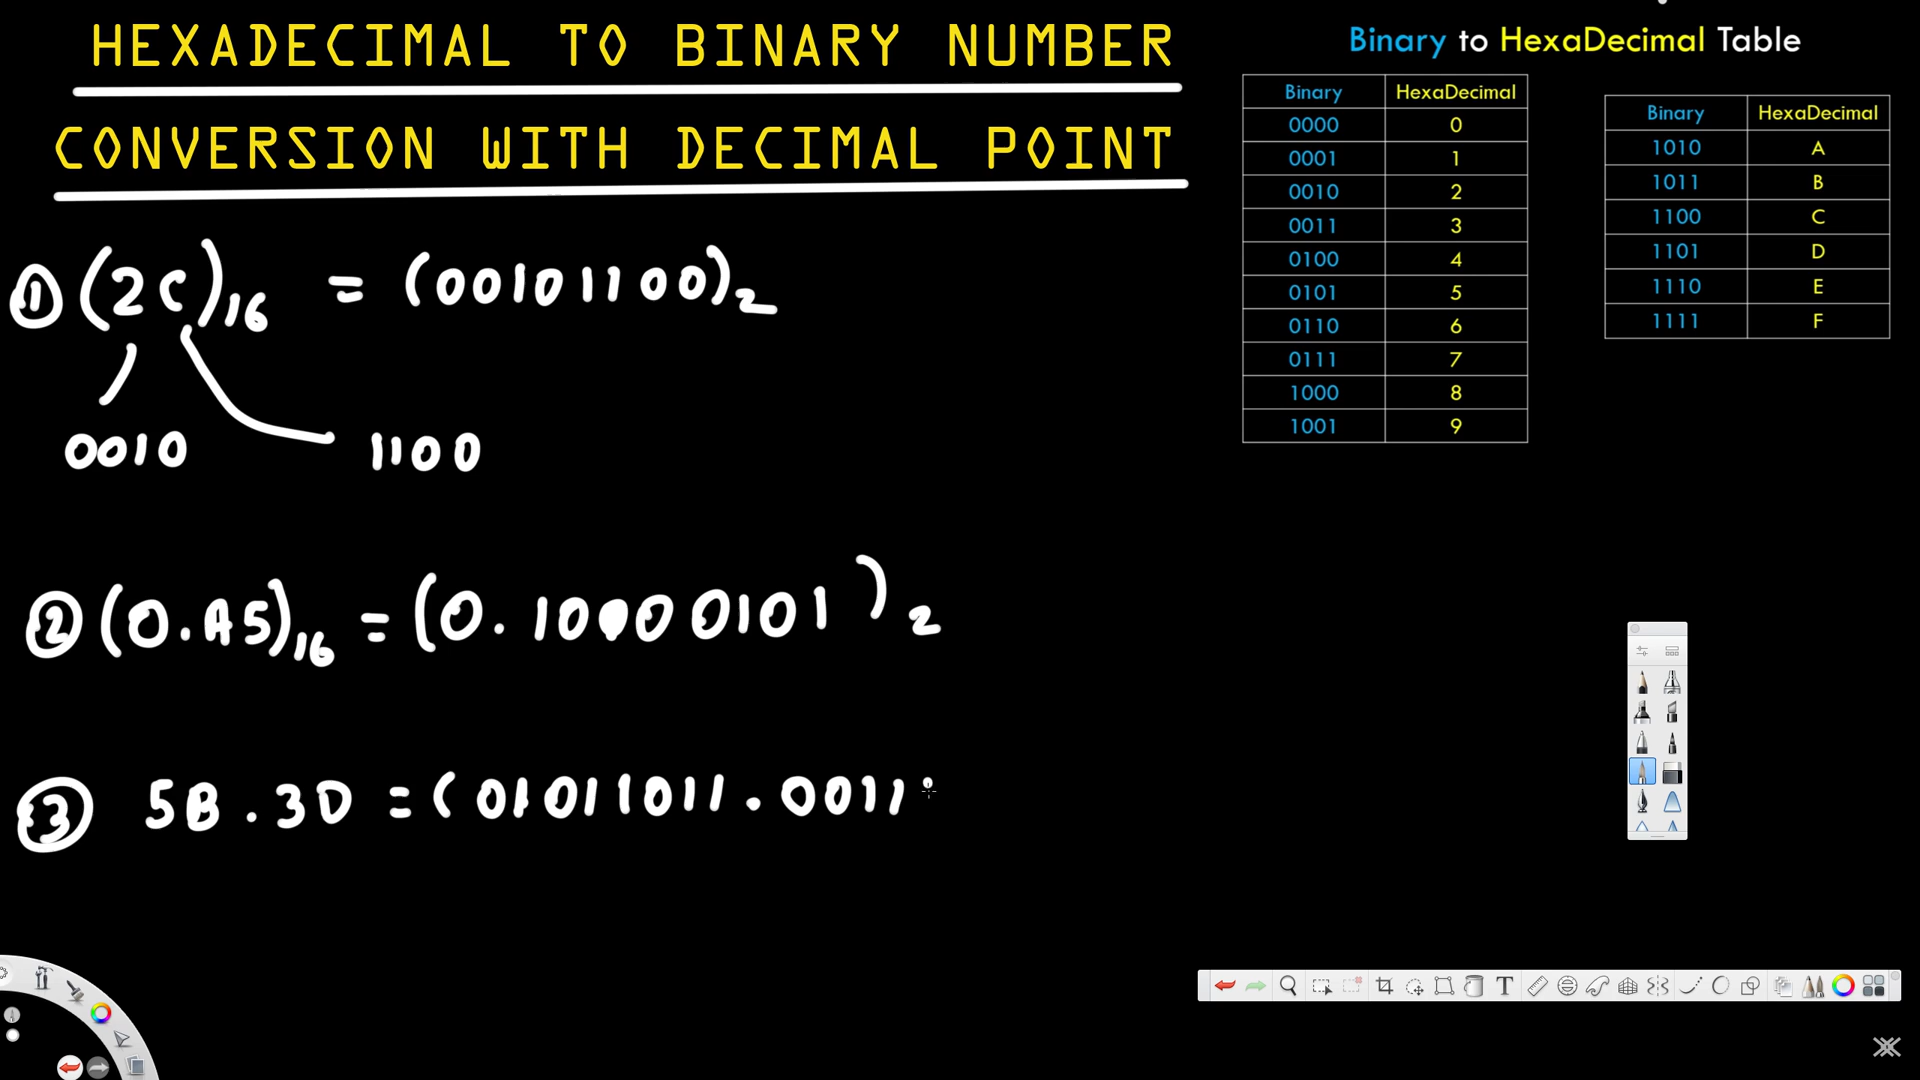 HEXADECIMAL TO BINARY NUMBER
CONVERSION WITH DECIMAL POINT
① (2C)16 = (00101100)2
0010 1100
② (0.A5)16 = (0.10000101)2
③ 5B.3D = (01011011.0011
Binary to HexaDecimal Table
Binary HexaDecimal
0000 0
0001 1
0010 2
0011 3
0100 4
0101 5
0110 6
0111 7
1000 8
1001 9
Binary HexaDecimal
1010 A
1011 B
1100 C
1101 D
1110 E
1111 F